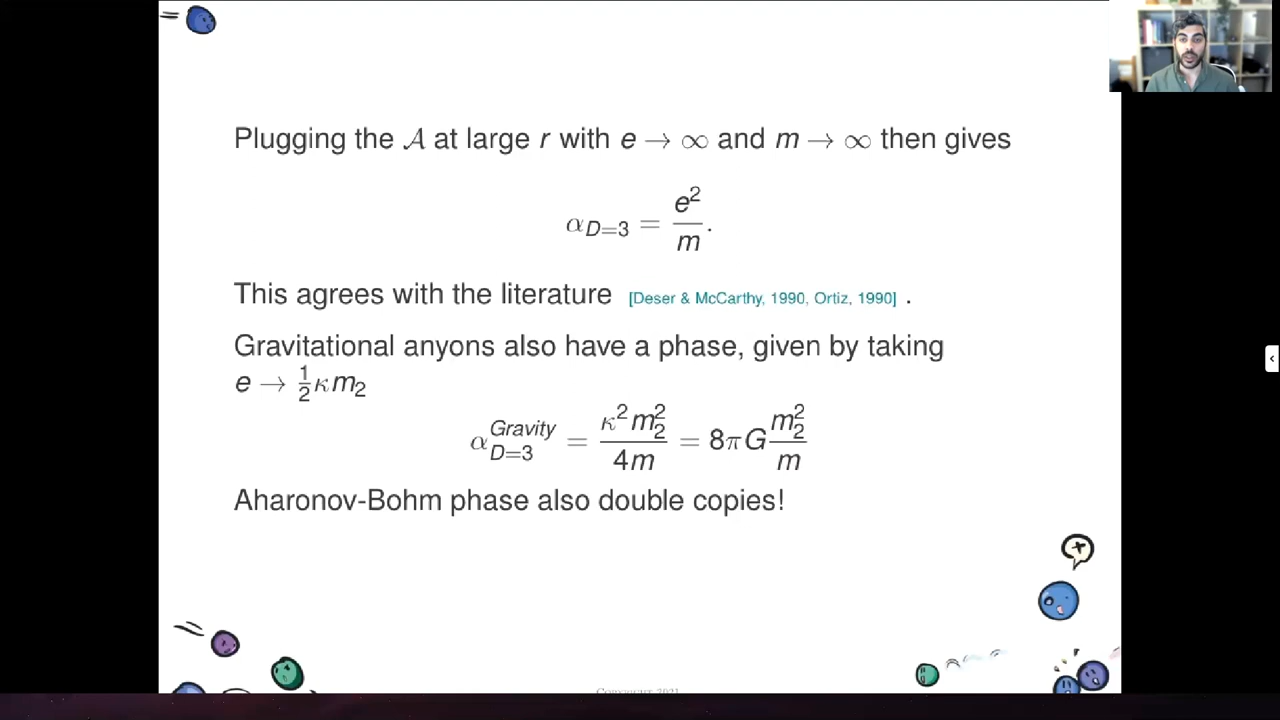 Plugging the 𝒜 at large r with e → ∞ and m → ∞ then gives
α_{D=3} = e²/m.
This agrees with the literature [Deser & McCarthy, 1990, Ortiz, 1990] .
Gravitational anyons also have a phase, given by taking
e → ½κm₂
α^{Gravity}_{D=3} = κ²m₂²/4m = 8πG m₂²/m
Aharonov-Bohm phase also double copies!